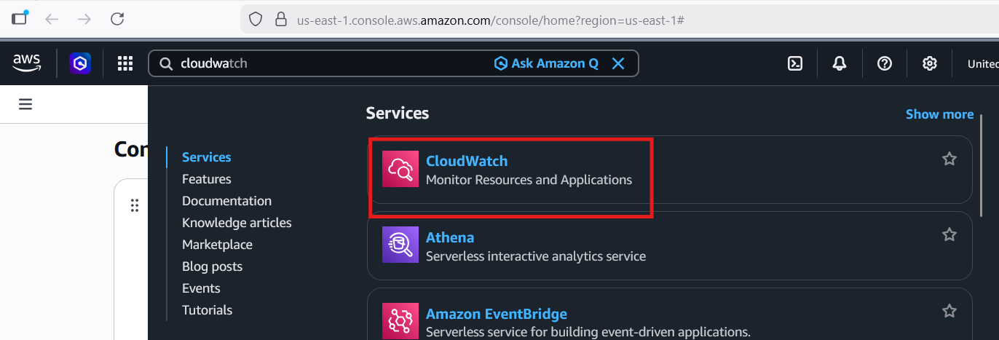 us-east-1.console.aws.amazon.com/console/home?region=us-east-1#
aws
cloudwatch
Ask Amazon Q
United
Con
Services
Features
Documentation
Knowledge articles
Marketplace
Blog posts
Events
Tutorials
Services
Show more
CloudWatch
Monitor Resources and Applications
Athena
Serverless interactive analytics service
Amazon EventBridge
Serverless service for building event-driven applications.